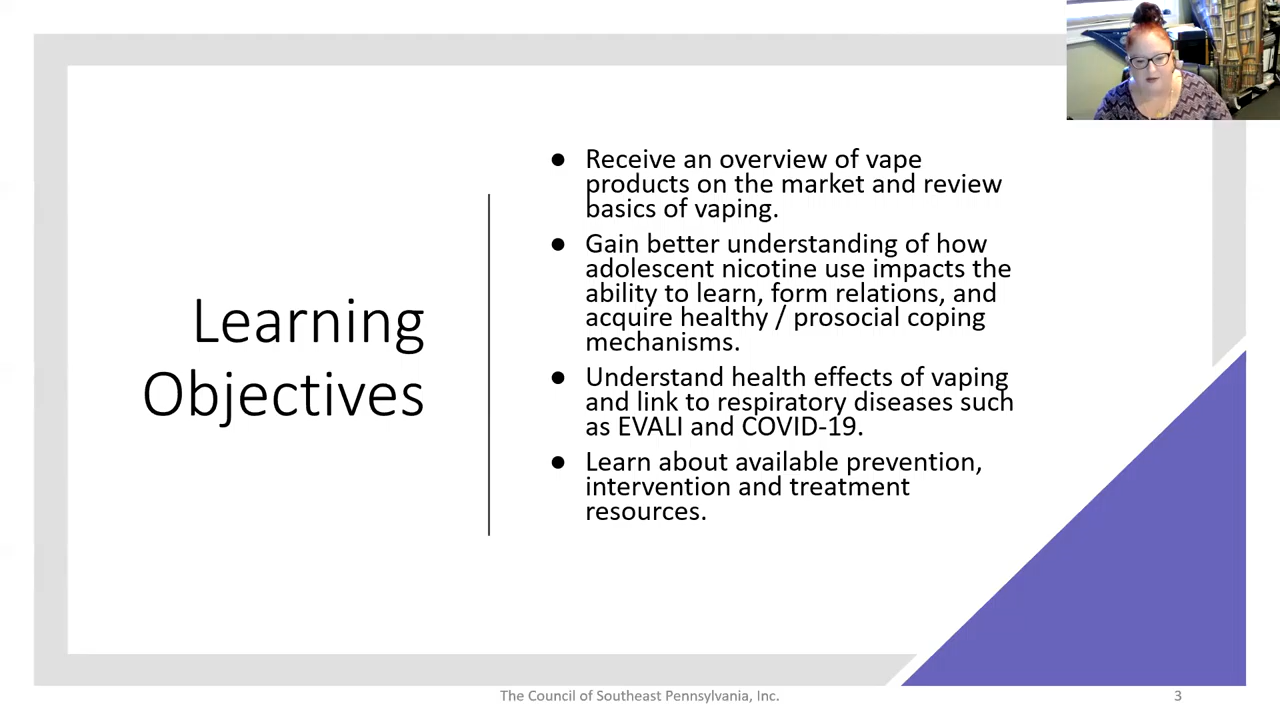 Learning
Objectives
● Receive an overview of vape
products on the market and review
basics of vaping.
● Gain better understanding of how
adolescent nicotine use impacts the
ability to learn, form relations, and
acquire healthy / prosocial coping
mechanisms.
● Understand health effects of vaping
and link to respiratory diseases such
as EVALI and COVID-19.
● Learn about available prevention,
intervention and treatment
resources.
The Council of Southeast Pennsylvania, Inc.
3